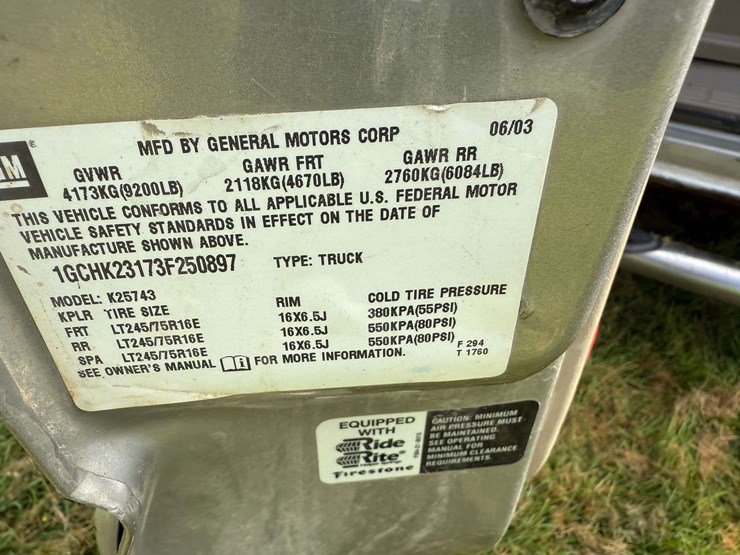 GM
MFD BY GENERAL MOTORS CORP 06/03
GVWR GAWR FRT GAWR RR
4173KG(9200LB) 2118KG(4670LB) 2760KG(6084LB)
THIS VEHICLE CONFORMS TO ALL APPLICABLE U.S. FEDERAL MOTOR
VEHICLE SAFETY STANDARDS IN EFFECT ON THE DATE OF
MANUFACTURE SHOWN ABOVE.
1GCHK23173F250897 TYPE: TRUCK
MODEL: K25743
KPLR TIRE SIZE RIM COLD TIRE PRESSURE
FRT LT245/75R16E 16X6.5J 380KPA(55PSI)
RR LT245/75R16E 16X6.5J 550KPA(80PSI)
SPA LT245/75R16E 16X6.5J 550KPA(80PSI)
SEE OWNER'S MANUAL FOR MORE INFORMATION.
F 294
T 1760
EQUIPPED
WITH
Ride
Rite
Firestone
CAUTION: MINIMUM
AIR PRESSURE MUST
BE MAINTAINED.
SEE OPERATING
MANUAL FOR
MINIMUM CLEARANCE
REQUIREMENTS.